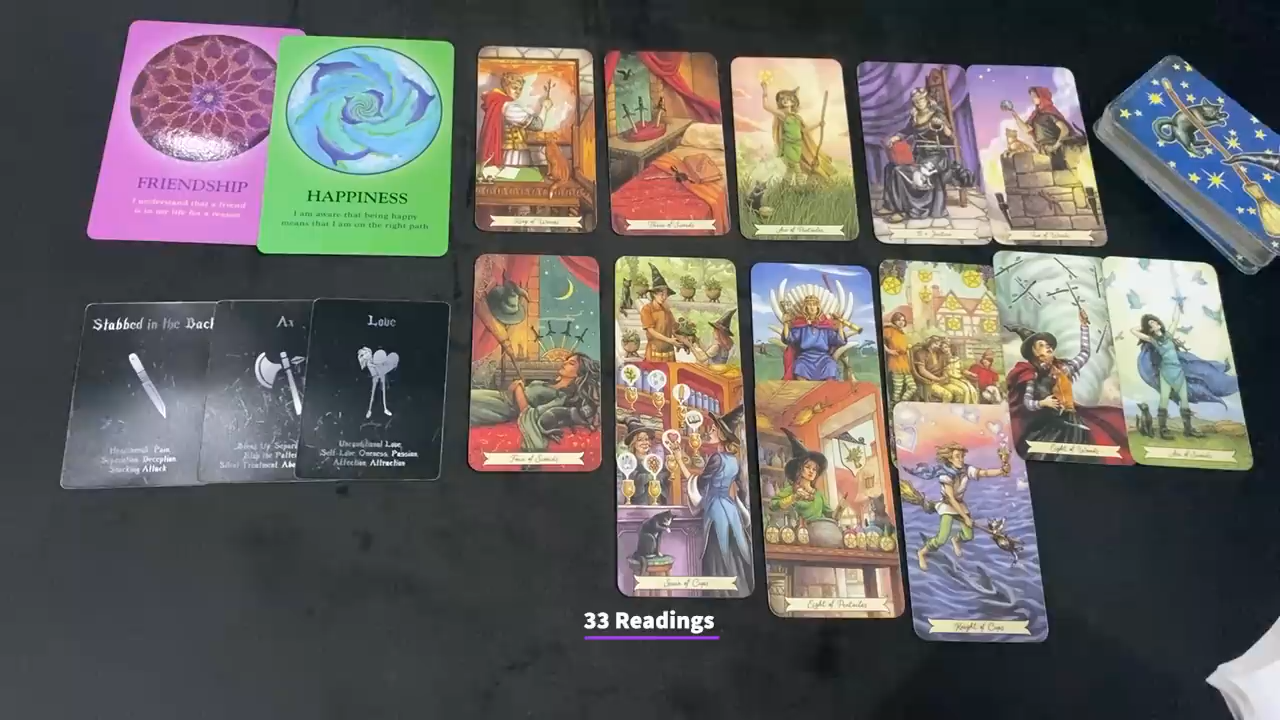 FRIENDSHIP
I understand that a friend
is in my life for a reason
HAPPINESS
I am aware that being happy
means that I am on the right path
King of Wands
Three of Swords
Ace of Pentacles
Justice
of Wands
Stabbed in the Back
Heartbreak Pain
Separation Deception
Stacking Attack
Ax
Love
Unconditional Love
Self-Love Oneness Passion
Affection Attraction
Four of Swords
Seven of Cups
Eight of Pentacles
Knight of Cups
Eight of Wands
Ace of Swords
33 Readings